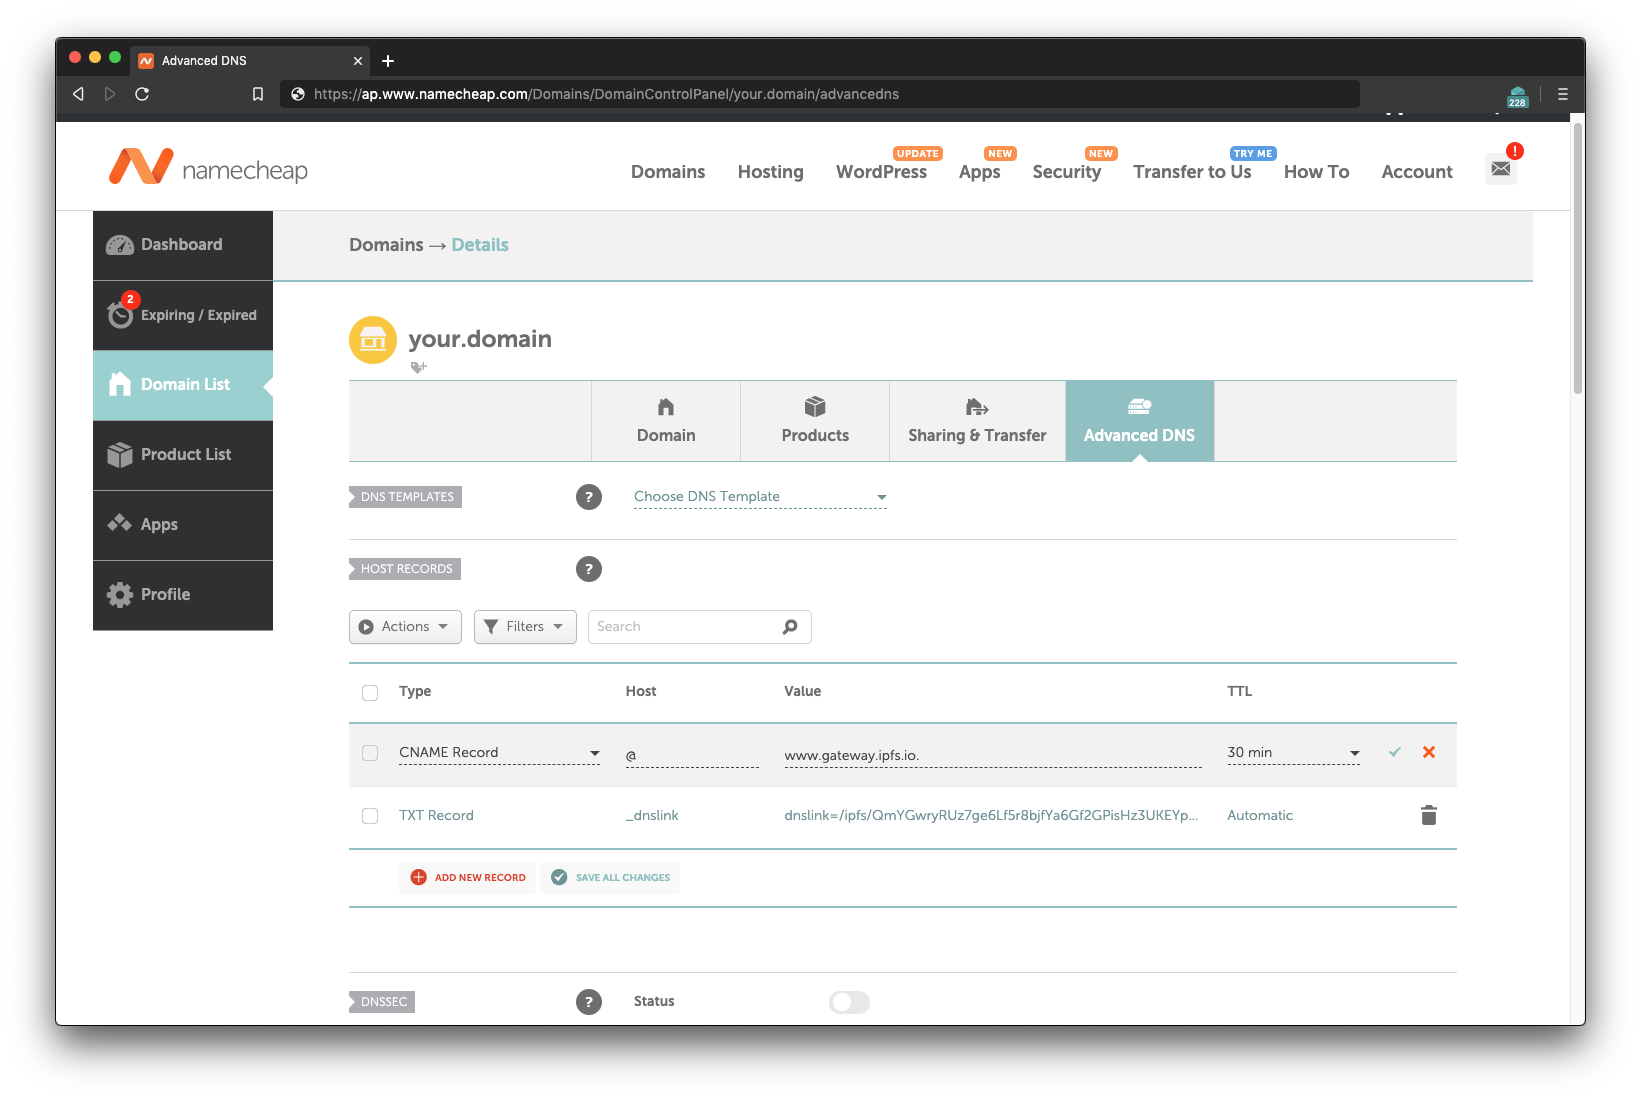 Advanced DNS
https://ap.www.namecheap.com/Domains/DomainControlPanel/your.domain/advancedns
228
namecheap
UPDATE NEW NEW TRY ME !
Domains Hosting WordPress Apps Security Transfer to Us How To Account
Dashboard
2
Expiring / Expired
Domain List
Product List
Apps
Profile
Domains → Details
your.domain
Domain Products Sharing & Transfer Advanced DNS
DNS TEMPLATES ? Choose DNS Template
HOST RECORDS ?
Actions Filters Search
Type Host Value TTL
CNAME Record @ www.gateway.ipfs.io. 30 min
TXT Record _dnslink dnslink=/ipfs/QmYGwryRUz7ge6Lf5r8bjfYa6Gf2GPisHz3UKEYp... Automatic
ADD NEW RECORD SAVE ALL CHANGES
DNSSEC ? Status